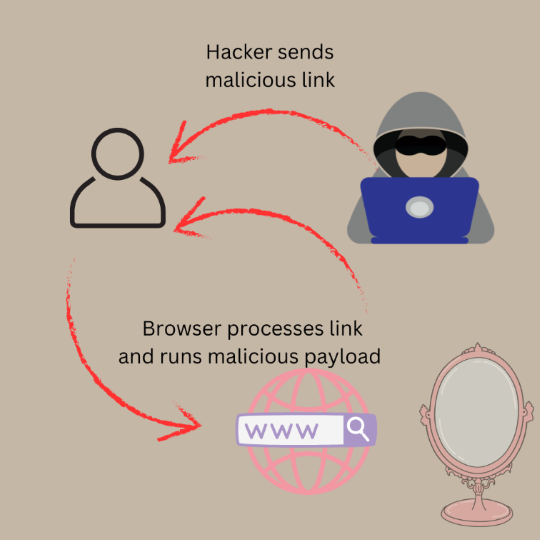 Hacker sends
malicious link
Browser processes link
and runs malicious payload
WWW